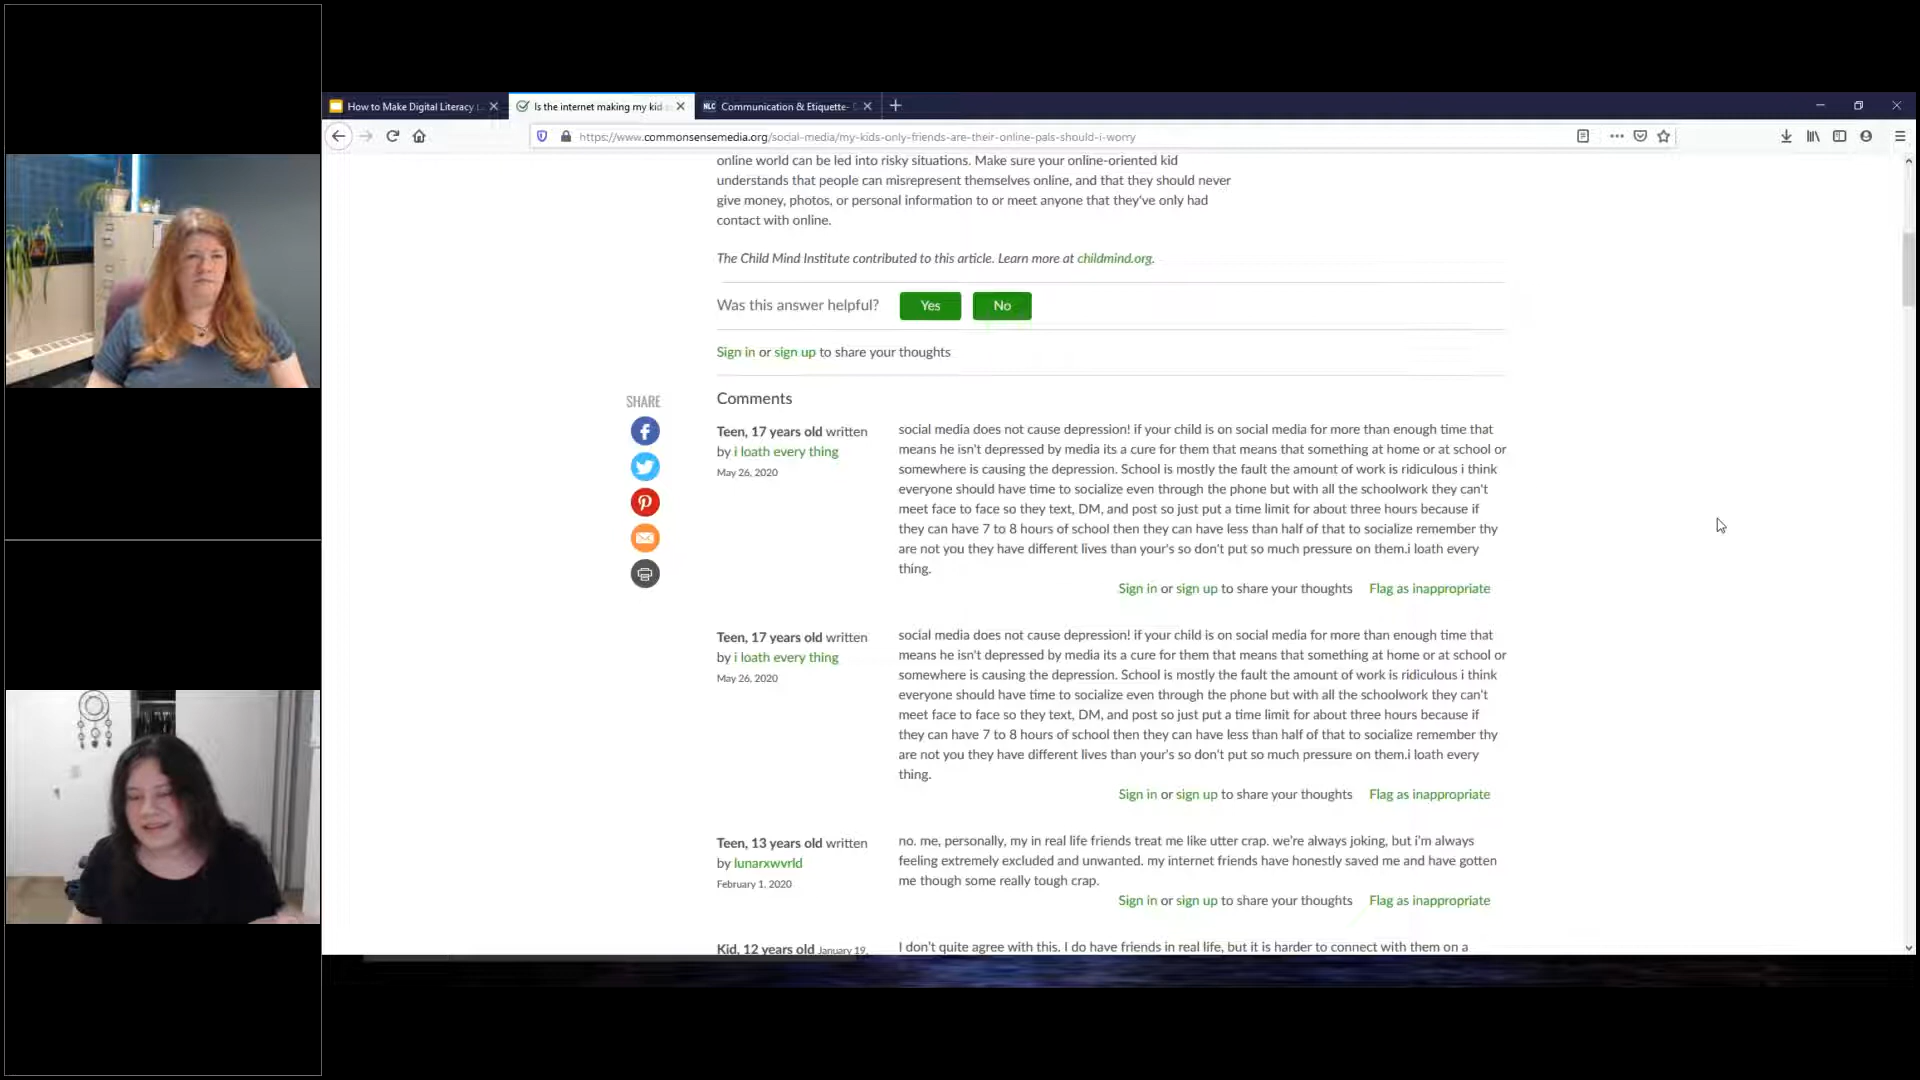 How to Make Digital Literacy
Is the internet making my kid
NLC Communication & Etiquette-
https://www.commonsensemedia.org/social-media/my-kids-only-friends-are-their-online-pals-should-i-worry
online world can be led into risky situations. Make sure your online-oriented kid
understands that people can misrepresent themselves online, and that they should never
give money, photos, or personal information to or meet anyone that they've only had
contact with online.
The Child Mind Institute contributed to this article. Learn more at childmind.org.
Was this answer helpful? Yes No
Sign in or sign up to share your thoughts
SHARE
Comments
Teen, 17 years old written
by i loath every thing
May 26, 2020
social media does not cause depression! if your child is on social media for more than enough time that
means he isn't depressed by media its a cure for them that means that something at home or at school or
somewhere is causing the depression. School is mostly the fault the amount of work is ridiculous i think
everyone should have time to socialize even through the phone but with all the schoolwork they can't
meet face to face so they text, DM, and post so just put a time limit for about three hours because if
they can have 7 to 8 hours of school then they can have less than half of that to socialize remember thy
are not you they have different lives than your's so don't put so much pressure on them.i loath every
thing.
Sign in or sign up to share your thoughts Flag as inappropriate
Teen, 17 years old written
by i loath every thing
May 26, 2020
social media does not cause depression! if your child is on social media for more than enough time that
means he isn't depressed by media its a cure for them that means that something at home or at school or
somewhere is causing the depression. School is mostly the fault the amount of work is ridiculous i think
everyone should have time to socialize even through the phone but with all the schoolwork they can't
meet face to face so they text, DM, and post so just put a time limit for about three hours because if
they can have 7 to 8 hours of school then they can have less than half of that to socialize remember thy
are not you they have different lives than your's so don't put so much pressure on them.i loath every
thing.
Sign in or sign up to share your thoughts Flag as inappropriate
Teen, 13 years old written
by lunarxwvrld
February 1, 2020
no. me, personally, my in real life friends treat me like utter crap. we're always joking, but i'm always
feeling extremely excluded and unwanted. my internet friends have honestly saved me and have gotten
me though some really tough crap.
Sign in or sign up to share your thoughts Flag as inappropriate
Kid, 12 years old January 19,
I don't quite agree with this. I do have friends in real life, but it is harder to connect with them on a